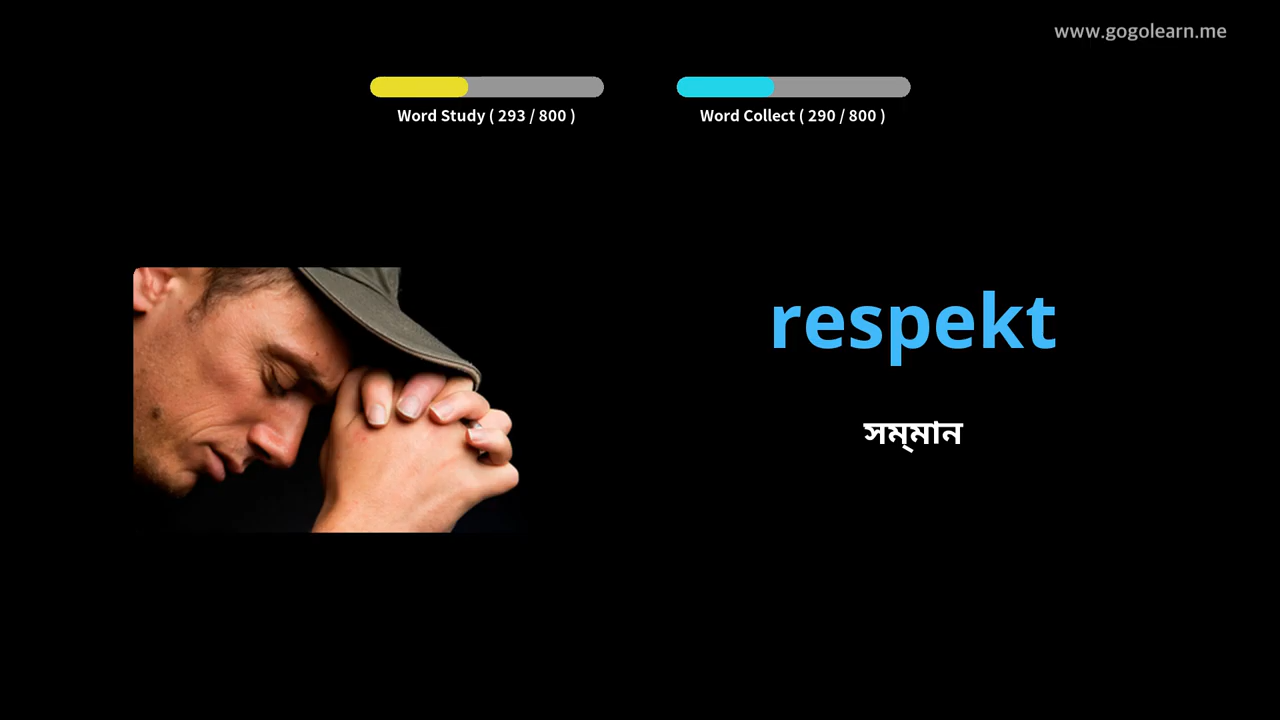 www.gogolearn.me
Word Study ( 293 / 800 )
Word Collect ( 290 / 800 )
respekt
সম্মান